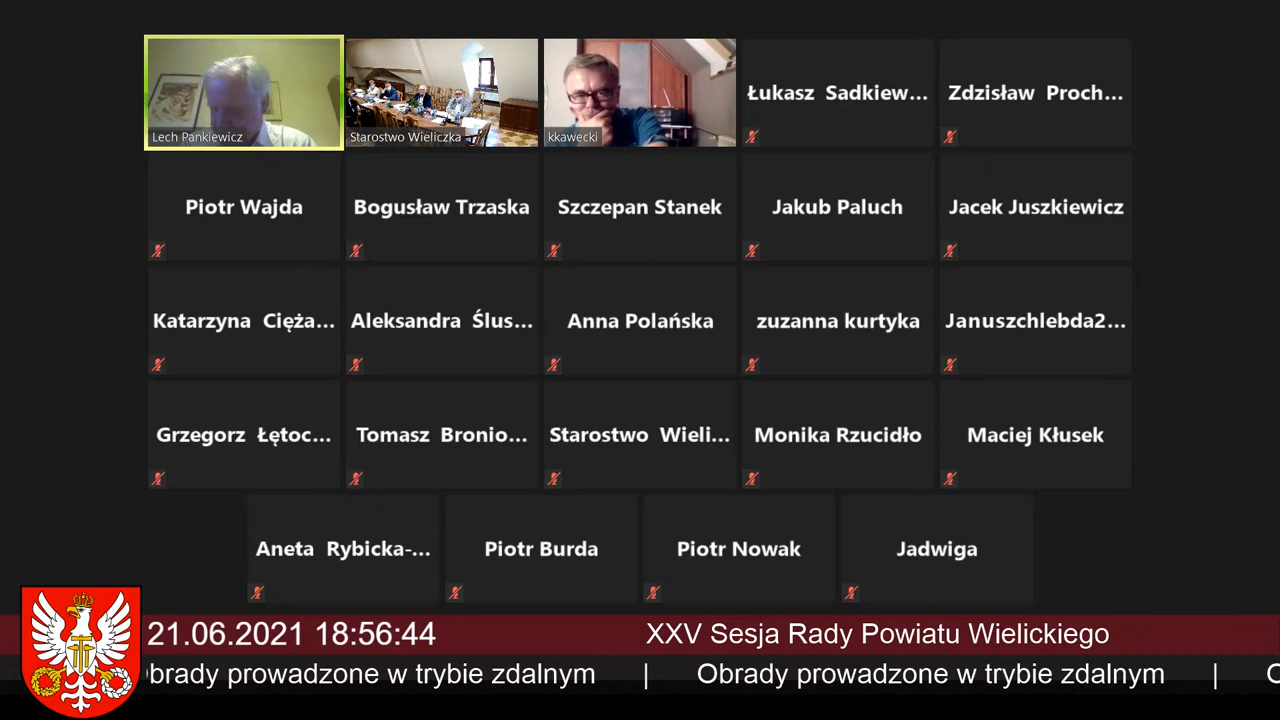 Lech Pankiewicz
Starostwo Wieliczka
kkawecki
Łukasz Sadkiew...
Zdzisław Proch...
Piotr Wajda
Bogusław Trzaska
Szczepan Stanek
Jakub Paluch
Jacek Juszkiewicz
Katarzyna Cięża...
Aleksandra Ślus...
Anna Polańska
zuzanna kurtyka
Januszchlebda2...
Grzegorz Łętoc...
Tomasz Bronio...
Starostwo Wieli...
Monika Rzucidło
Maciej Kłusek
Aneta Rybicka-...
Piotr Burda
Piotr Nowak
Jadwiga
21.06.2021 18:56:44
XXV Sesja Rady Powiatu Wielickiego
Obrady prowadzone w trybie zdalnym | Obrady prowadzone w trybie zdalnym | O